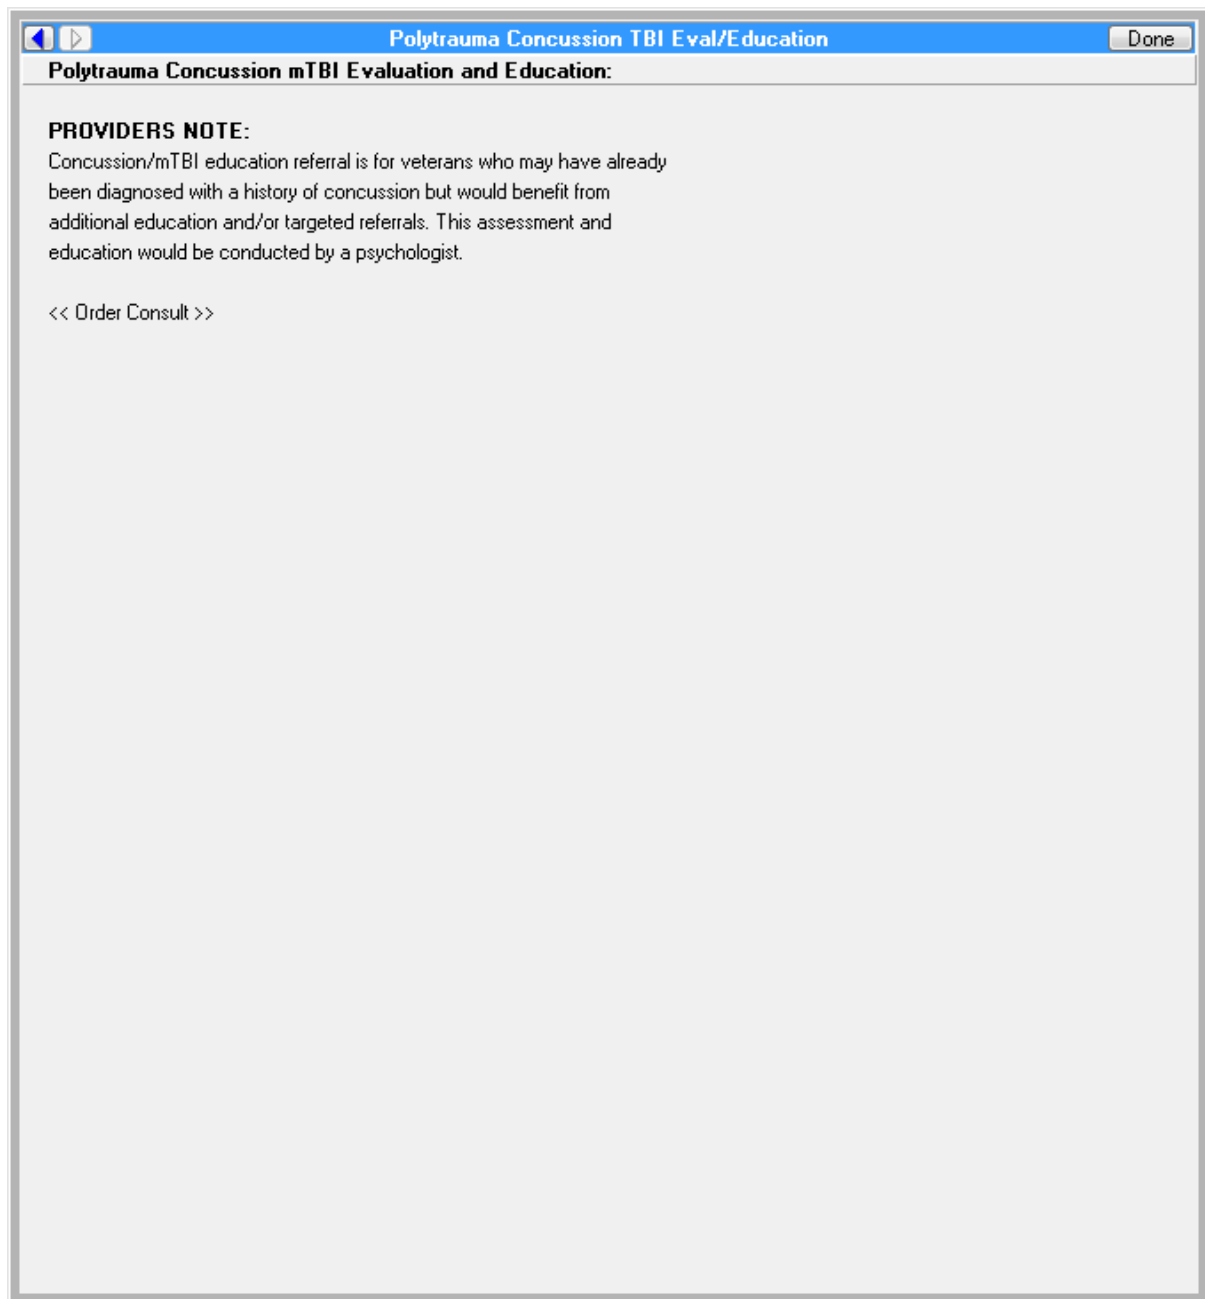 Polytrauma Concussion TBI Eval/Education
Done
Polytrauma Concussion mTBI Evaluation and Education:
PROVIDERS NOTE:
Concussion/mTBI education referral is for veterans who may have already
been diagnosed with a history of concussion but would benefit from
additional education and/or targeted referrals. This assessment and
education would be conducted by a psychologist.
<< Order Consult >>